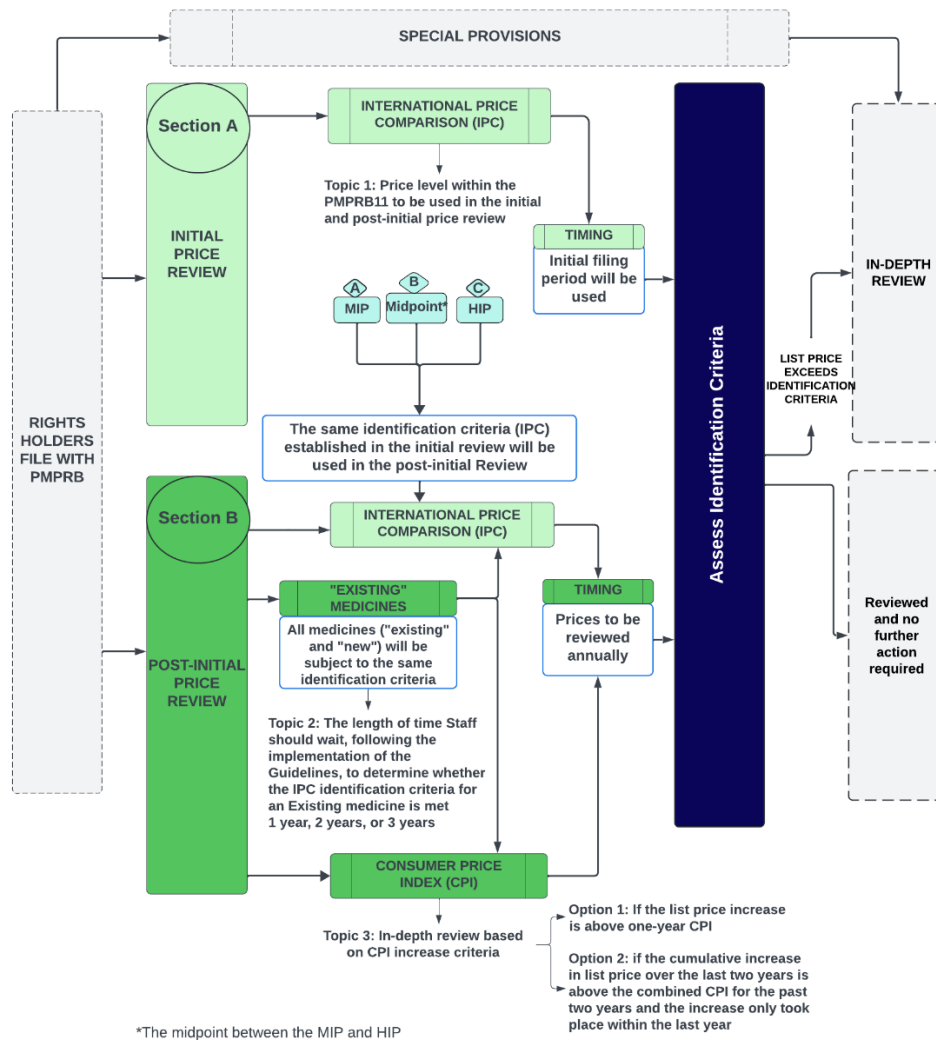 SPECIAL PROVISIONS
RIGHTS
HOLDERS
FILE WITH
PMPRB
Section A
INITIAL
PRICE
REVIEW
INTERNATIONAL PRICE
COMPARISON (IPC)
Topic 1: Price level within the
PMPRB11 to be used in the initial
and post-initial price review
TIMING
Initial filing
period will be
used
A
MIP
B
Midpoint*
C
HIP
The same identification criteria (IPC)
established in the initial review will be
used in the post-initial Review
Section B
POST-INITIAL
PRICE
REVIEW
INTERNATIONAL PRICE
COMPARISON (IPC)
"EXISTING"
MEDICINES
All medicines ("existing"
and "new") will be
subject to the same
identification criteria
Topic 2: The length of time Staff
should wait, following the
implementation of the
Guidelines, to determine whether
the IPC identification criteria for
an Existing medicine is met
1 year, 2 years, or 3 years
TIMING
Prices to be
reviewed
annually
CONSUMER PRICE
INDEX (CPI)
Topic 3: In-depth review based
on CPI increase criteria
Option 1: If the list price increase
is above one-year CPI
Option 2: if the cumulative increase
in list price over the last two years is
above the combined CPI for the past
two years and the increase only took
place within the last year
Assess Identification Criteria
LIST PRICE
EXCEEDS
IDENTIFICATION
CRITERIA
IN-DEPTH
REVIEW
Reviewed
and no
further
action
required
*The midpoint between the MIP and HIP